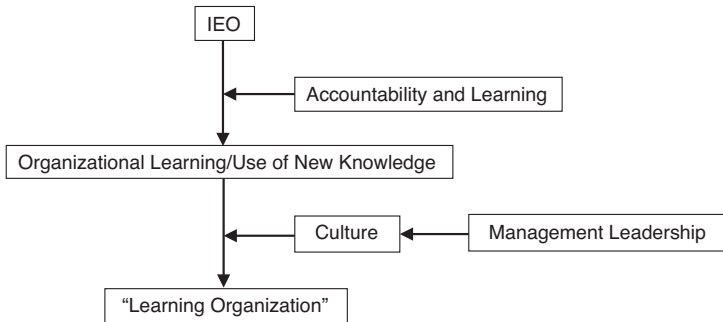 IEO
Accountability and Learning
Organizational Learning/Use of New Knowledge
Culture
Management Leadership
“Learning Organization”